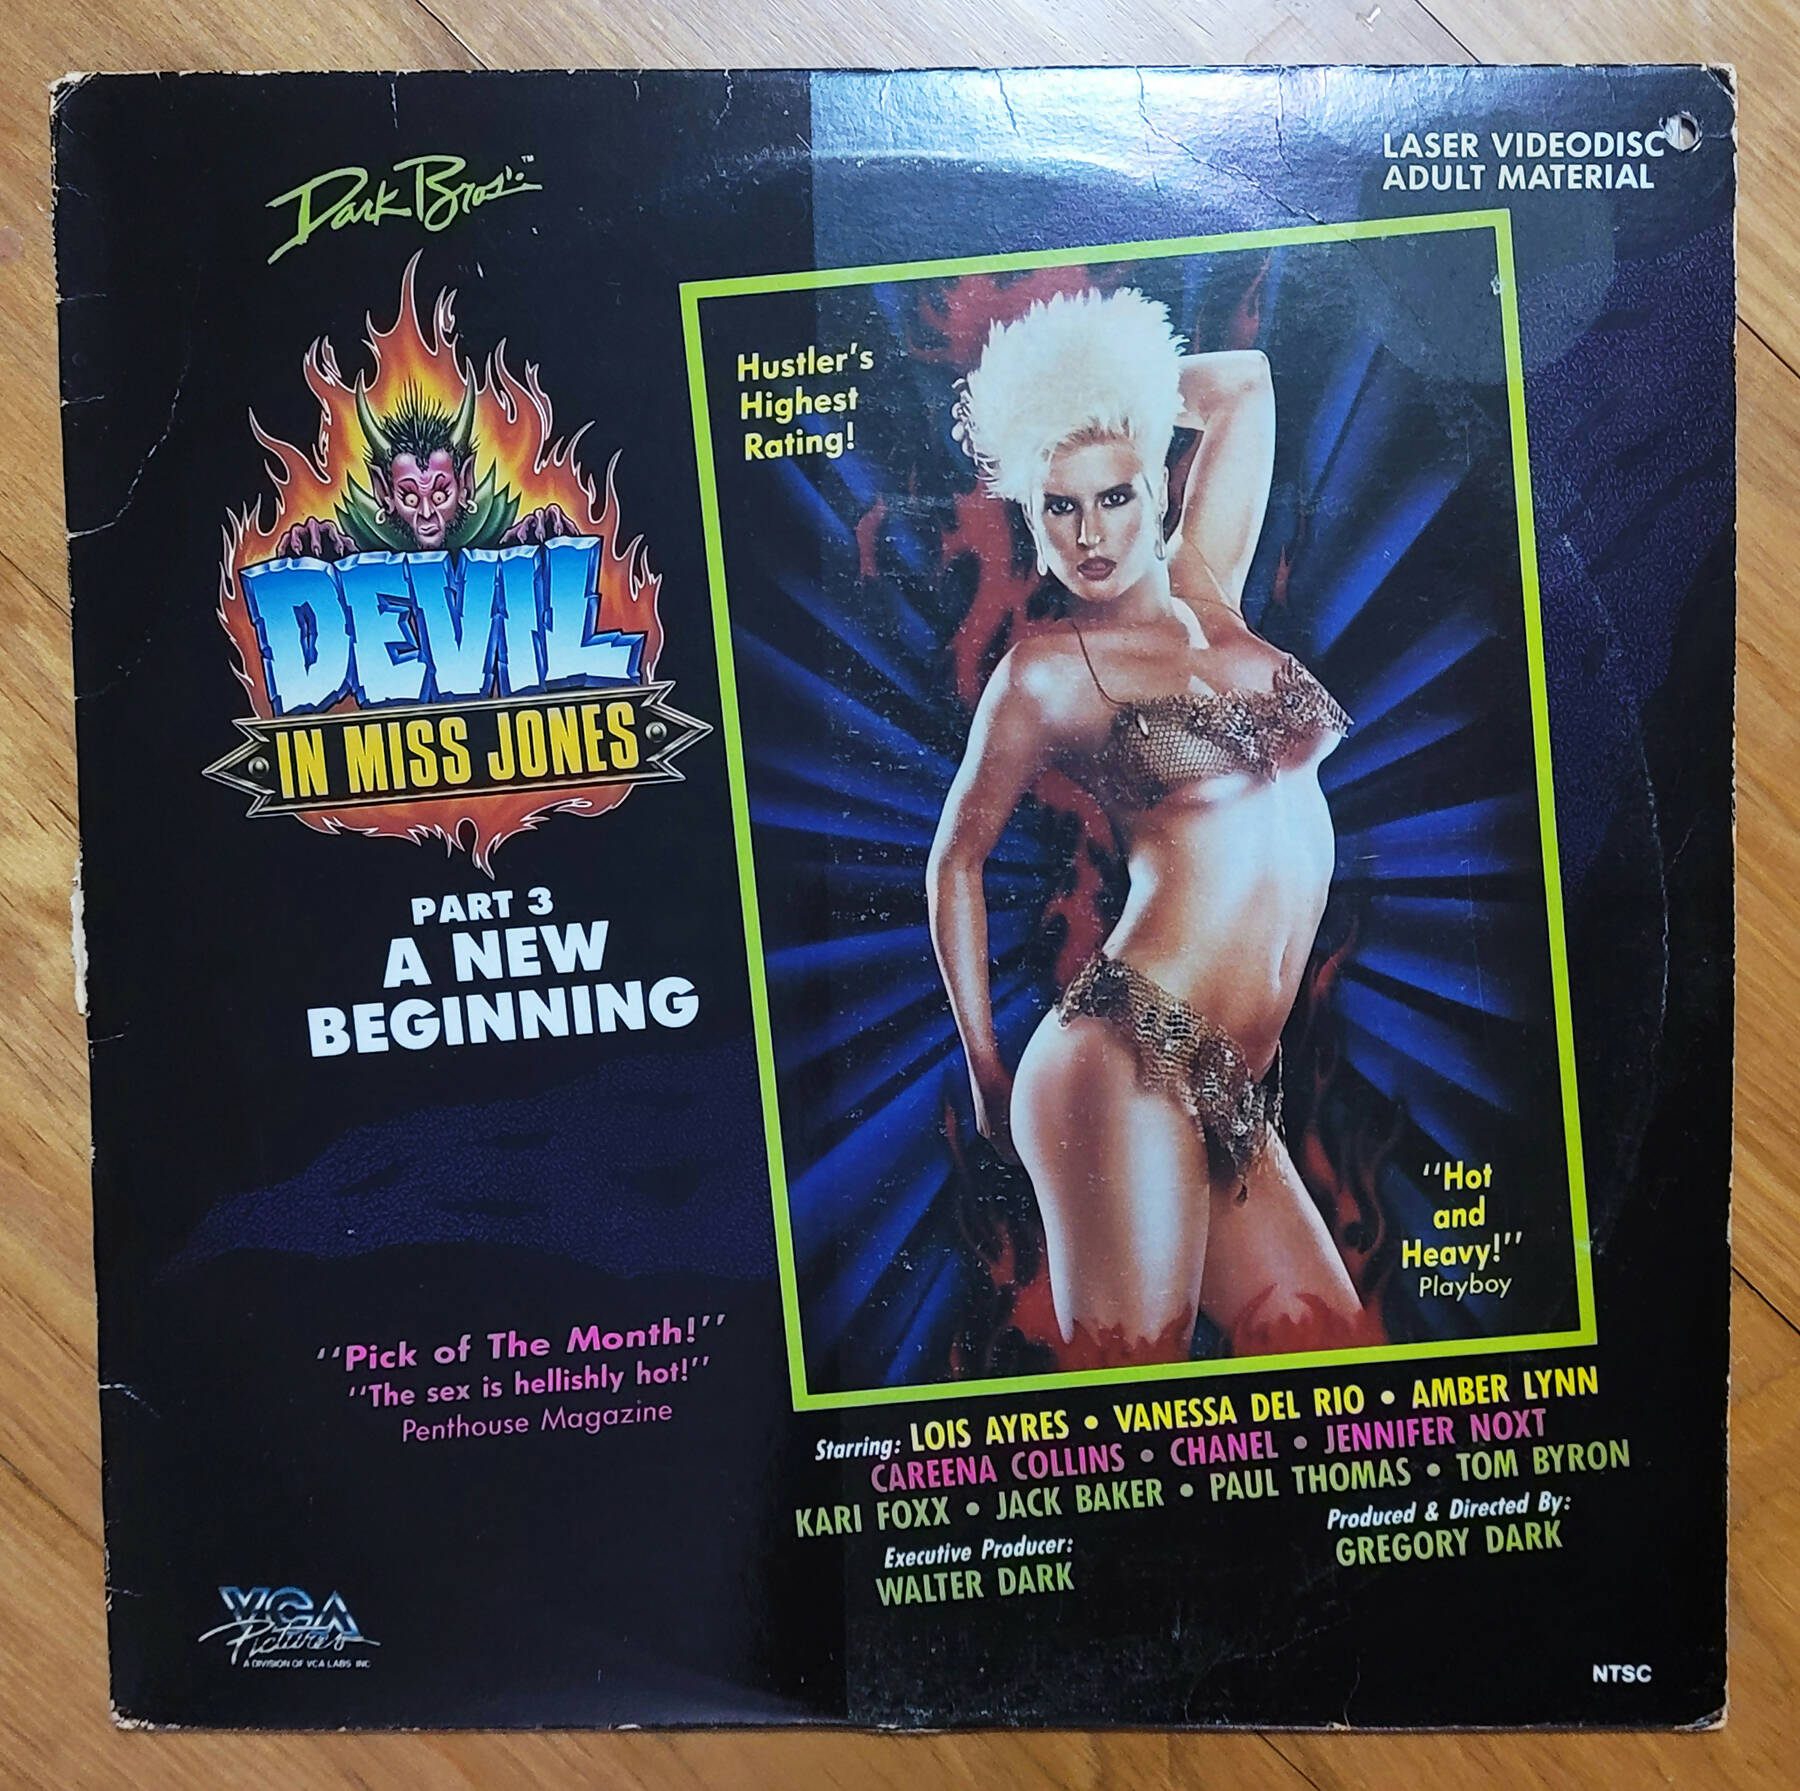 Dark Bros.™
LASER VIDEODISC
ADULT MATERIAL
DEVIL
IN MISS JONES
PART 3
A NEW
BEGINNING
Hustler's
Highest
Rating!
"Hot
and
Heavy!"
Playboy
"Pick of The Month!"
"The sex is hellishly hot!"
Penthouse Magazine
Starring: LOIS AYRES • VANESSA DEL RIO • AMBER LYNN
CAREENA COLLINS • CHANEL • JENNIFER NOXT
KARI FOXX • JACK BAKER • PAUL THOMAS • TOM BYRON
Executive Producer:
WALTER DARK
Produced & Directed By:
GREGORY DARK
VCA
Pictures
A DIVISION OF VCA LABS INC
NTSC